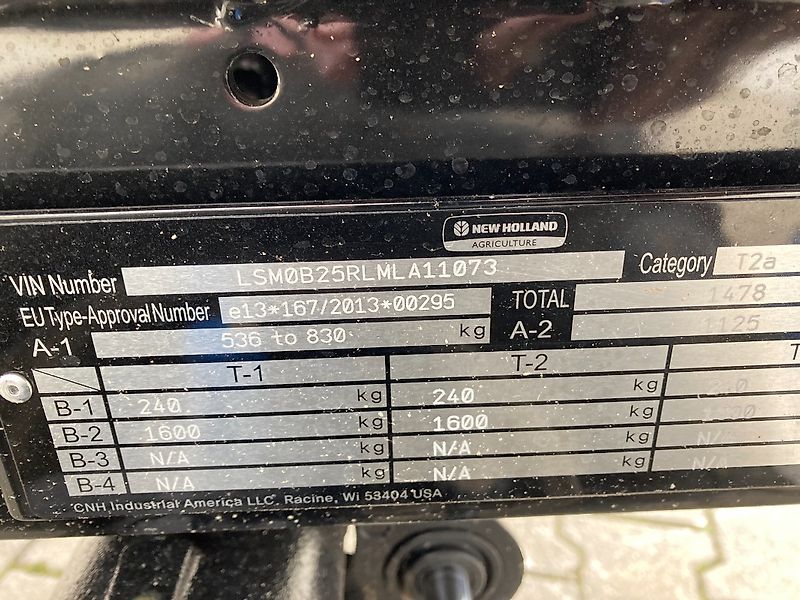 NEW HOLLAND
AGRICULTURE
VIN Number LSM0B25RLMLA11073 Category T2a
EU Type-Approval Number e13*167/2013*00295 TOTAL 1478
A-1 536 to 830 kg A-2 1125
T-1 T-2 T
B-1 240 kg 240 kg
B-2 1600 kg 1600 kg
B-3 N/A kg N/A kg N/
B-4 N/A kg N/A kg N/A
CNH Industrial America LLC, Racine, Wi 53404 USA